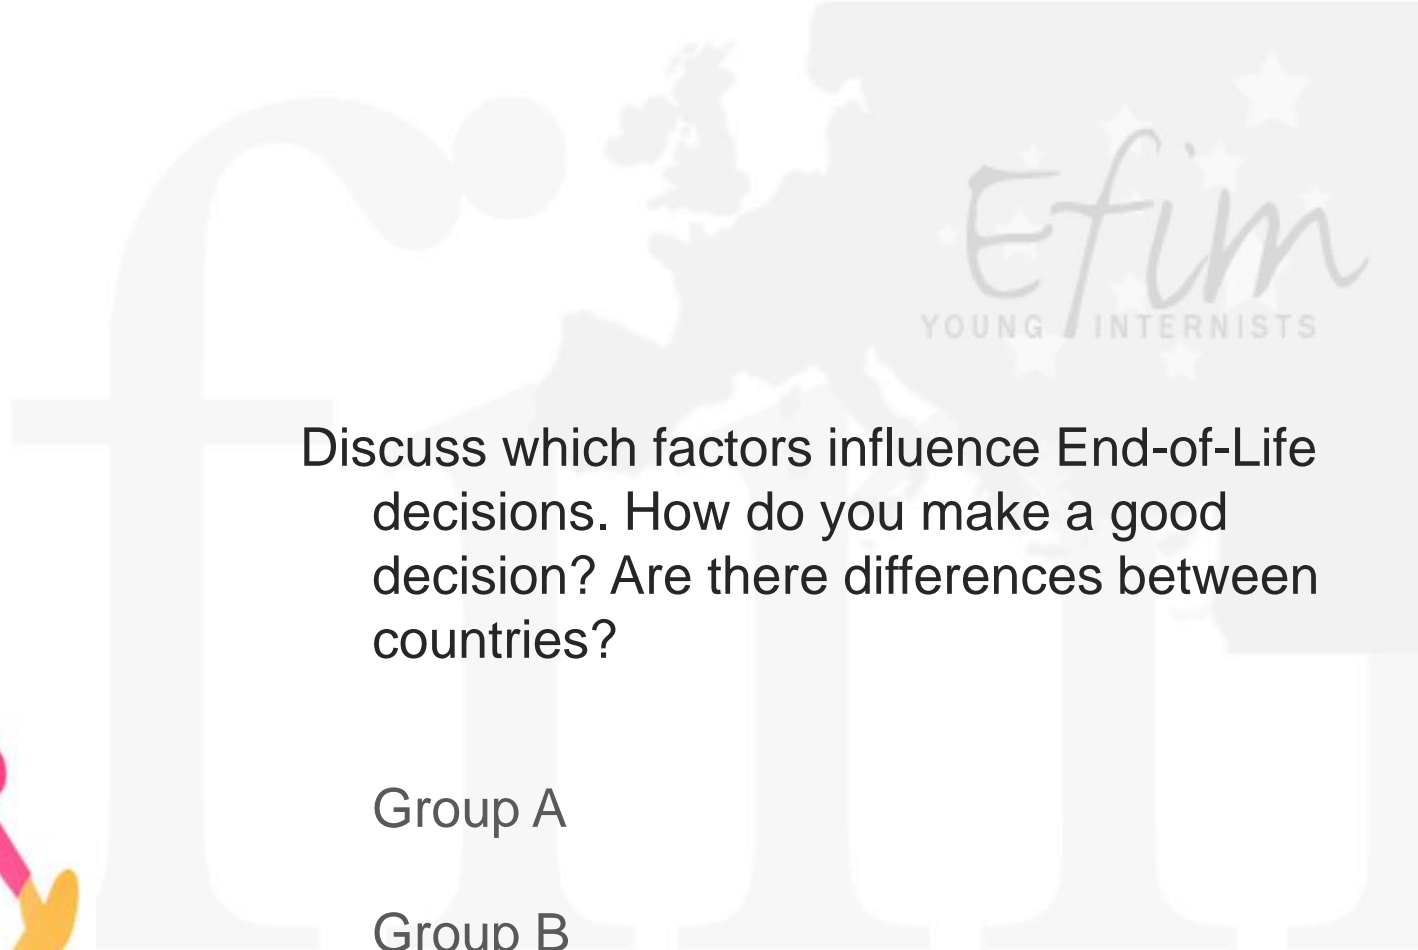 Efim
YOUNG INTERNISTS
Discuss which factors influence End-of-Life
decisions. How do you make a good
decision? Are there differences between
countries?
Group A
Group B